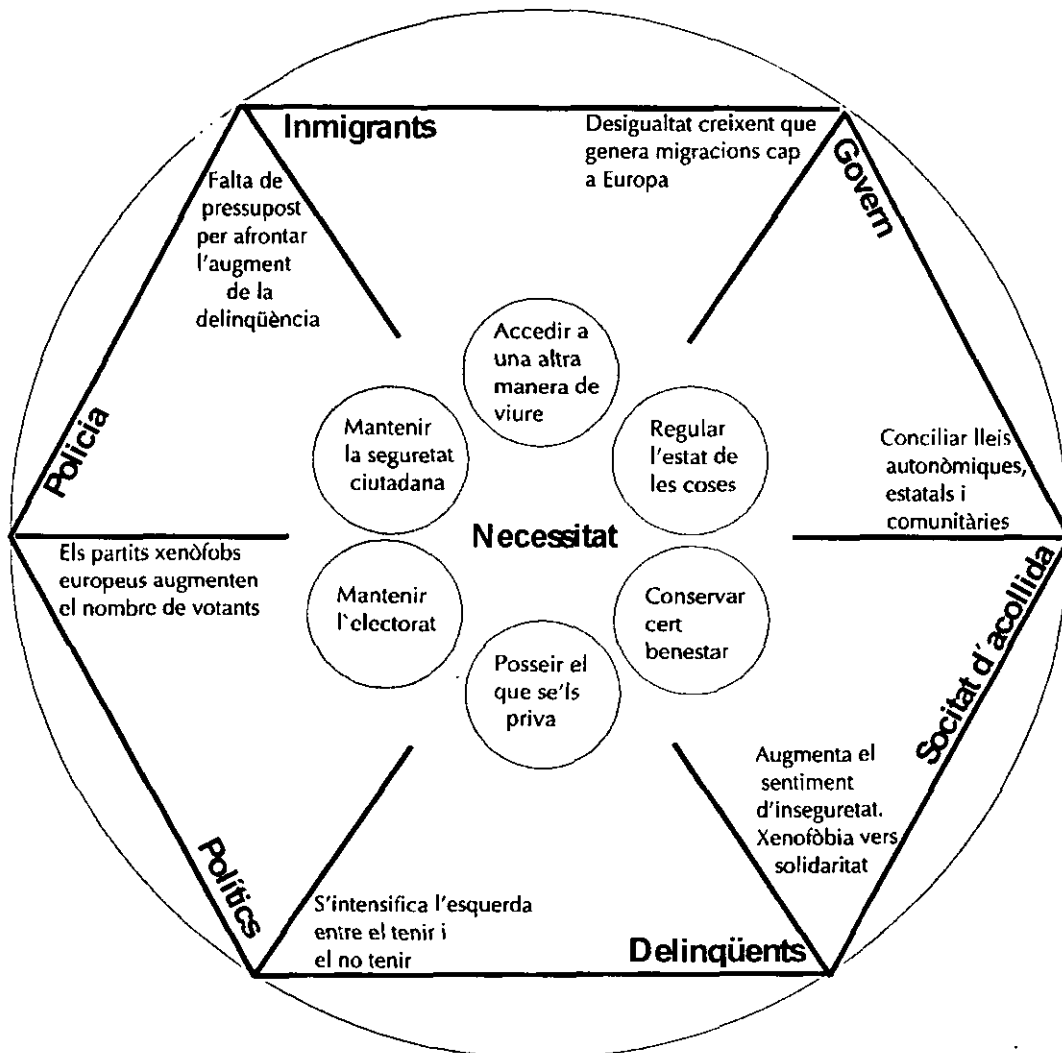 Inmigrants
Desigualtat creixent que
genera migracions cap
a Europa
Govern
Falta de
pressupost
per afrontar
l'augment
de la
delinqüència
Policia
Accedir a
una altra
manera de
viure
Mantenir
la seguretat
ciutadana
Regular
l'estat de
les coses
Conciliar lleis
autonòmiques,
estatals i
comunitàries
Necessitat
Els partits xenòfobs
europeus augmenten
el nombre de votants
Mantenir
l`electorat
Conservar
cert
benestar
Posseir el
que se'ls
priva
Socitat d´acollida
Augmenta el
sentiment
d'inseguretat.
Xenofòbia vers
solidaritat
Polítics
S'intensifica l'esquerda
entre el tenir i
el no tenir
Delinqüents